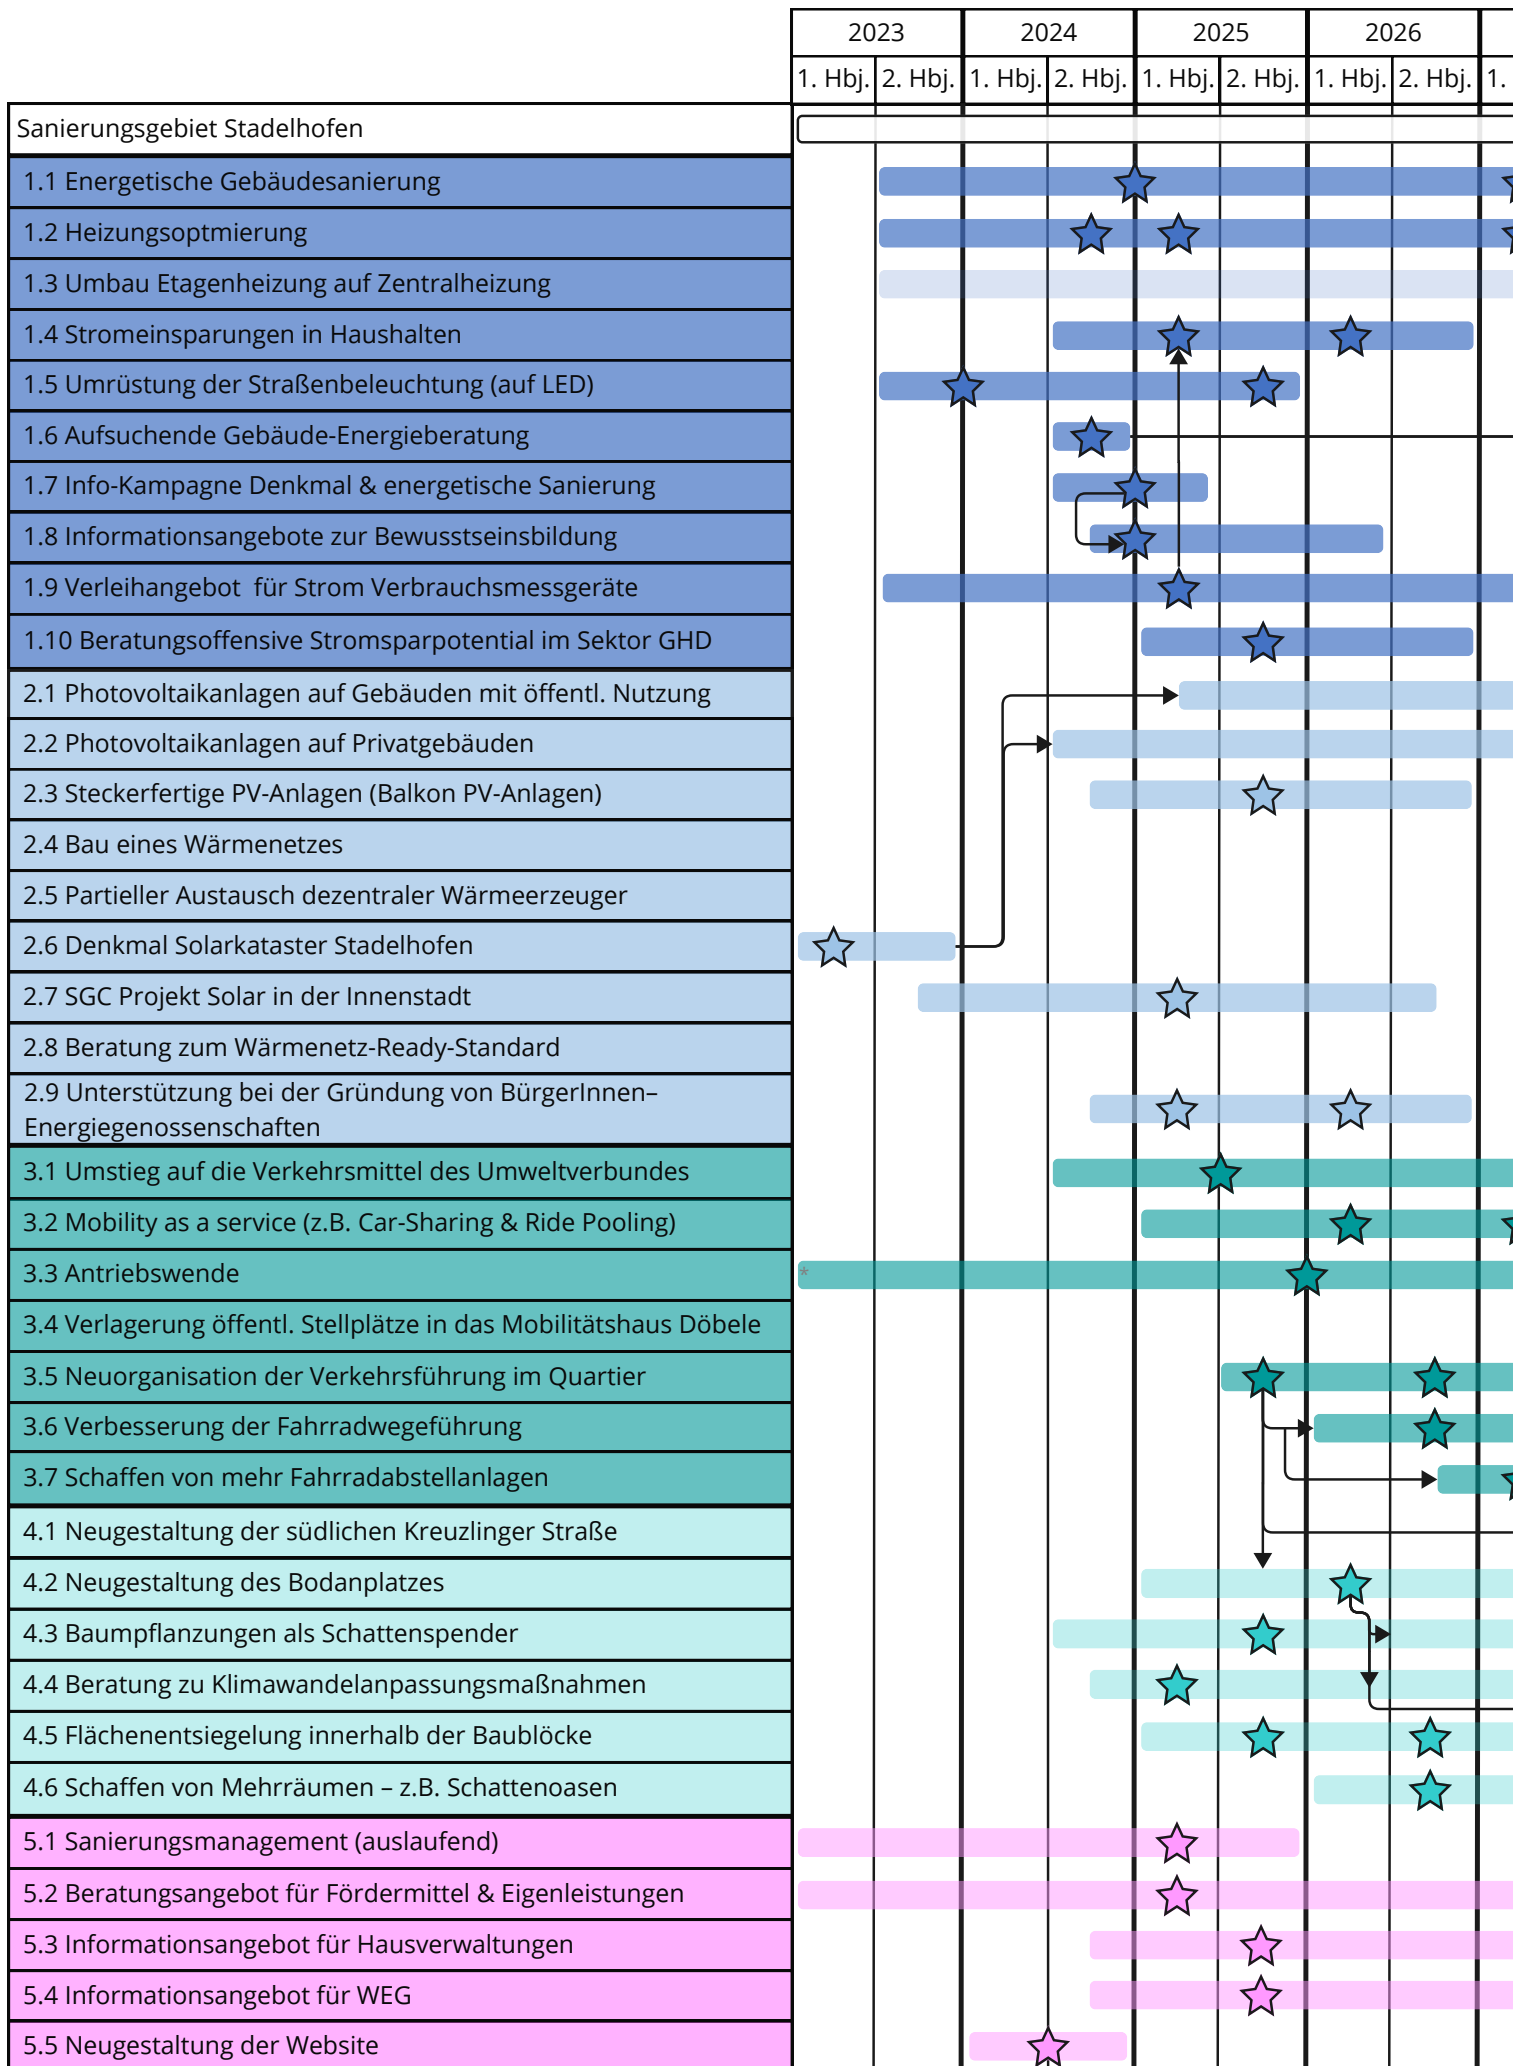 2023 2024 2025 2026
1. Hbj. 2. Hbj. 1. Hbj. 2. Hbj. 1. Hbj. 2. Hbj. 1. Hbj. 2. Hbj. 1.
Sanierungsgebiet Stadelhofen
1.1 Energetische Gebäudesanierung
1.2 Heizungsoptmierung
1.3 Umbau Etagenheizung auf Zentralheizung
1.4 Stromeinsparungen in Haushalten
1.5 Umrüstung der Straßenbeleuchtung (auf LED)
1.6 Aufsuchende Gebäude-Energieberatung
1.7 Info-Kampagne Denkmal & energetische Sanierung
1.8 Informationsangebote zur Bewusstseinsbildung
1.9 Verleihangebot  für Strom Verbrauchsmessgeräte
1.10 Beratungsoffensive Stromsparpotential im Sektor GHD
2.1 Photovoltaikanlagen auf Gebäuden mit öffentl. Nutzung
2.2 Photovoltaikanlagen auf Privatgebäuden
2.3 Steckerfertige PV-Anlagen (Balkon PV-Anlagen)
2.4 Bau eines Wärmenetzes
2.5 Partieller Austausch dezentraler Wärmeerzeuger
2.6 Denkmal Solarkataster Stadelhofen
2.7 SGC Projekt Solar in der Innenstadt
2.8 Beratung zum Wärmenetz-Ready-Standard
2.9 Unterstützung bei der Gründung von BürgerInnen–
Energiegenossenschaften
3.1 Umstieg auf die Verkehrsmittel des Umweltverbundes
3.2 Mobility as a service (z.B. Car-Sharing & Ride Pooling)
3.3 Antriebswende *
3.4 Verlagerung öffentl. Stellplätze in das Mobilitätshaus Döbele
3.5 Neuorganisation der Verkehrsführung im Quartier
3.6 Verbesserung der Fahrradwegeführung
3.7 Schaffen von mehr Fahrradabstellanlagen
4.1 Neugestaltung der südlichen Kreuzlinger Straße
4.2 Neugestaltung des Bodanplatzes
4.3 Baumpflanzungen als Schattenspender
4.4 Beratung zu Klimawandelanpassungsmaßnahmen
4.5 Flächenentsiegelung innerhalb der Baublöcke
4.6 Schaffen von Mehrräumen – z.B. Schattenoasen
5.1 Sanierungsmanagement (auslaufend)
5.2 Beratungsangebot für Fördermittel & Eigenleistungen
5.3 Informationsangebot für Hausverwaltungen
5.4 Informationsangebot für WEG
5.5 Neugestaltung der Website